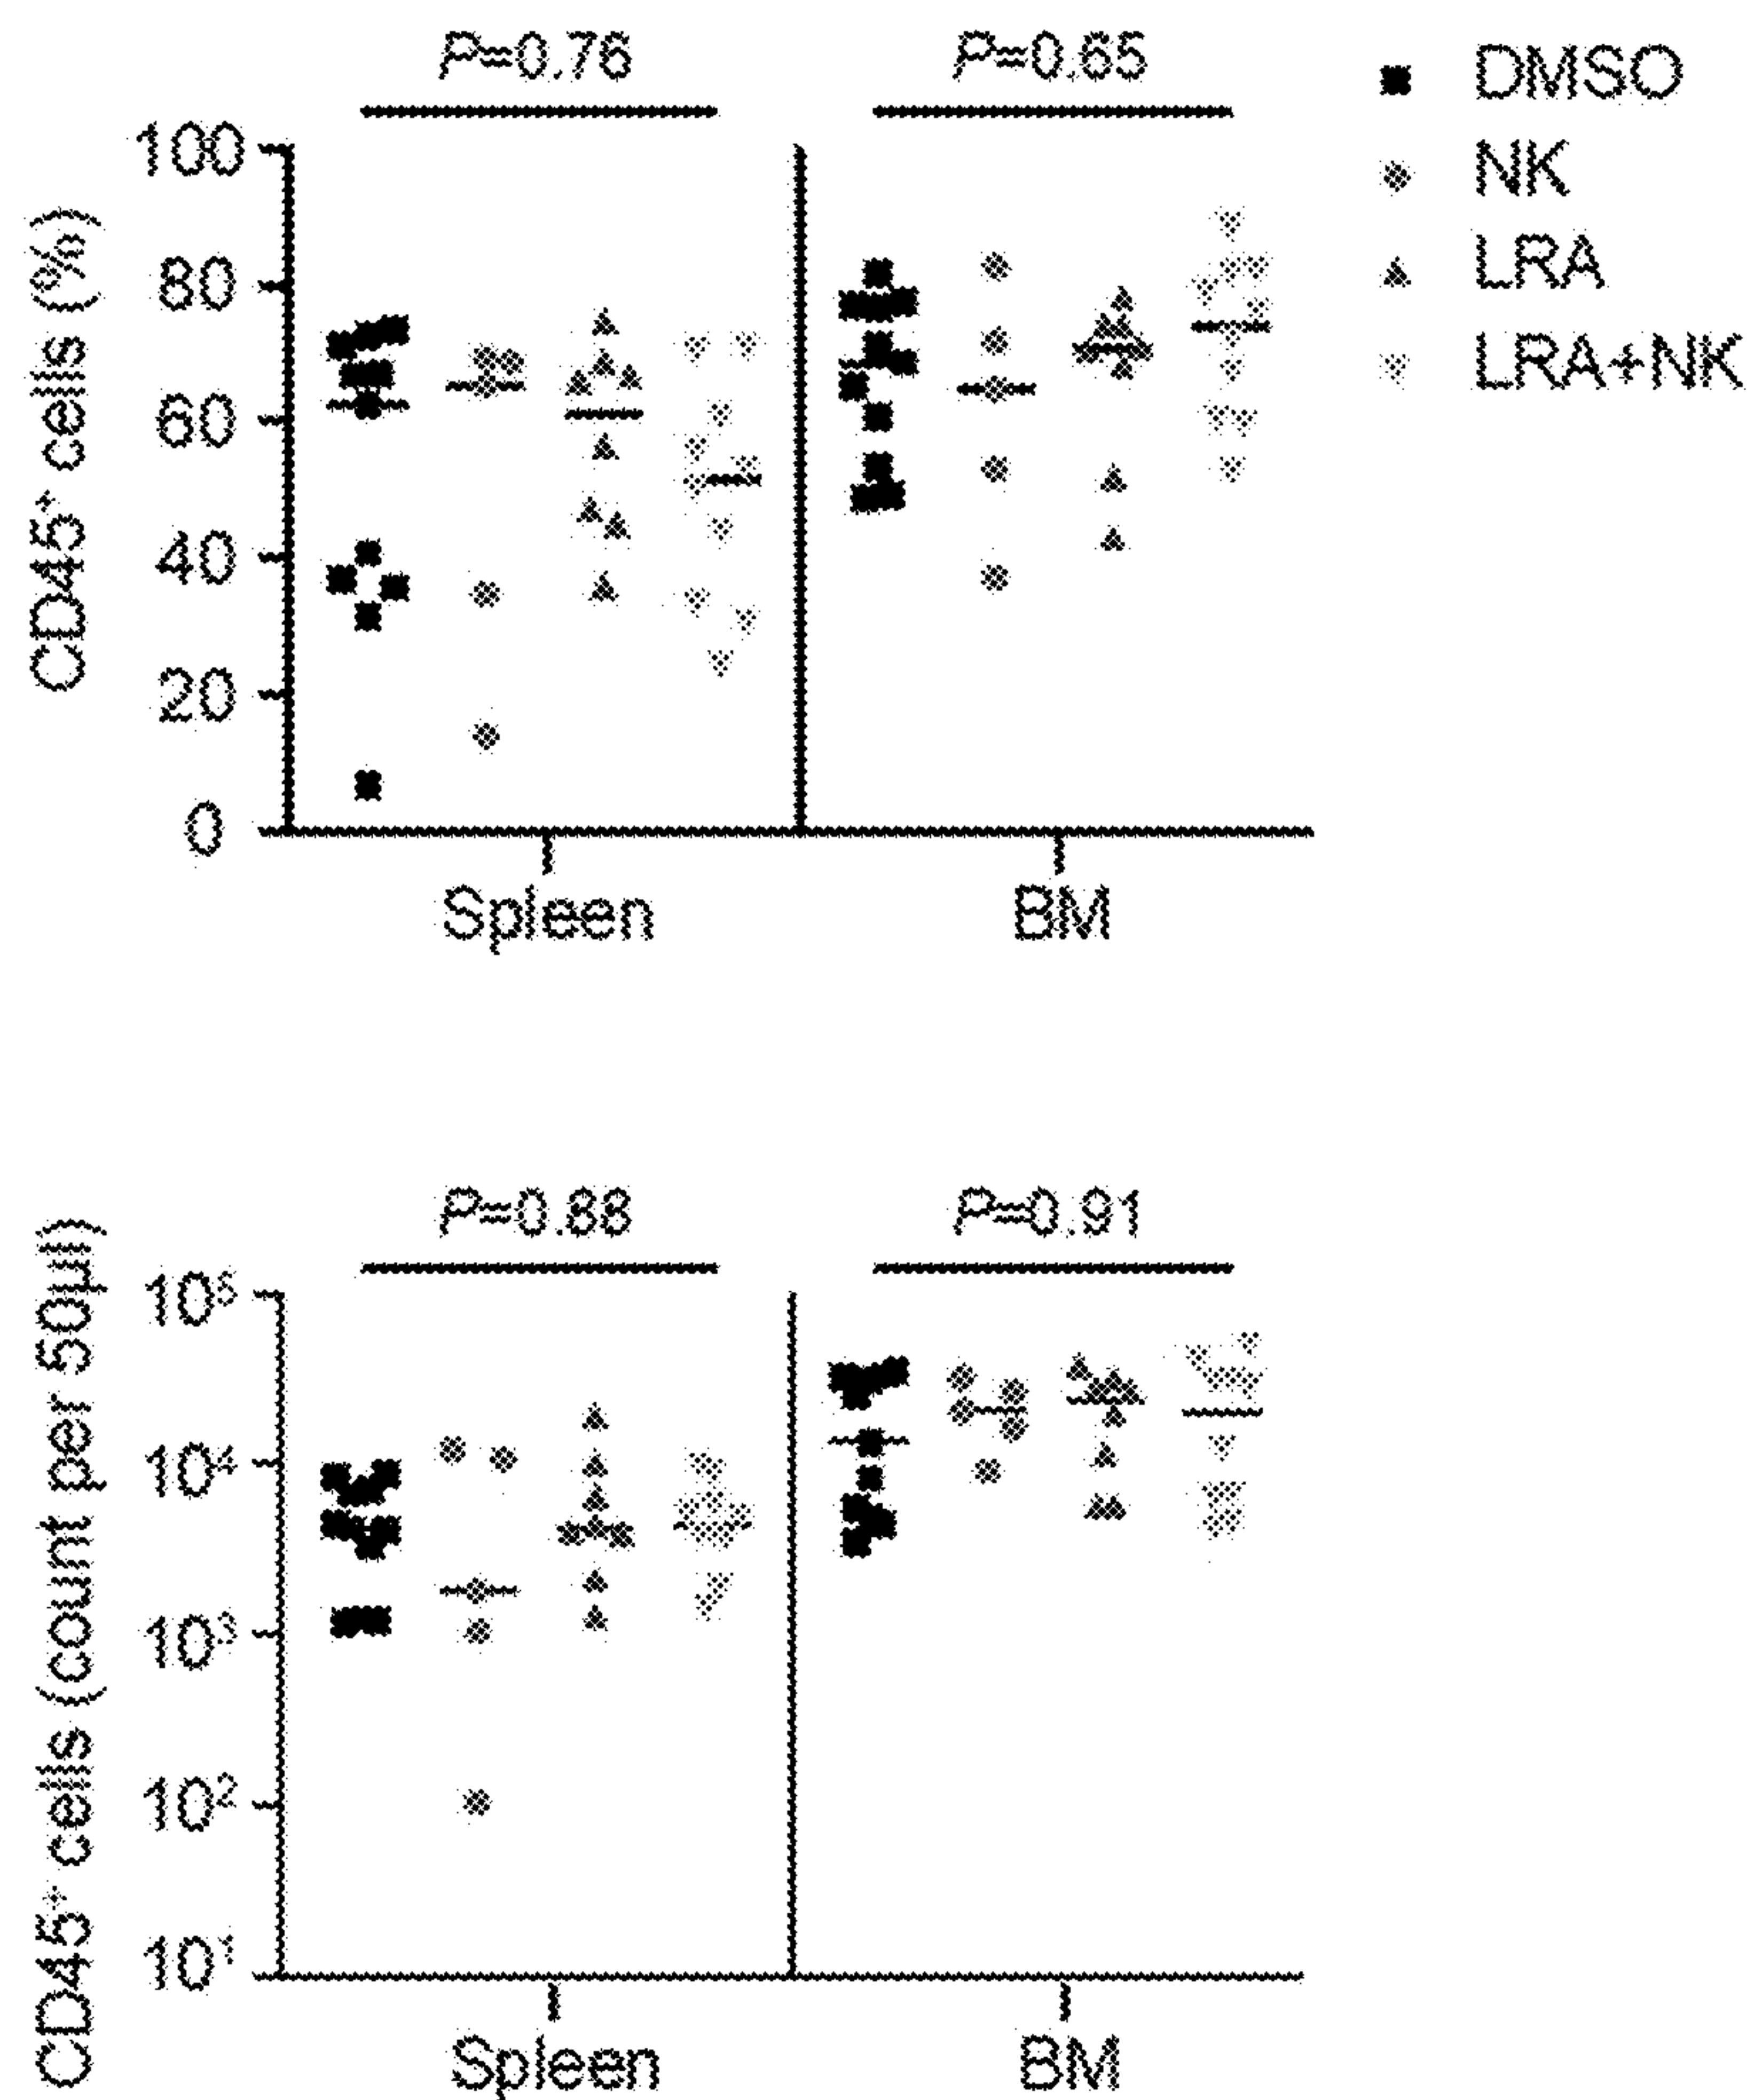 P=0.76
P=0.65
DMSO
NK
LRA
LRA+NK
CD45⁺ cells (%)
100
80
60
40
20
0
Spleen
BM
P=0.88
P=0.91
CD45⁺ cells (count per 50μl)
10⁵
10⁴
10³
10²
10¹
Spleen
BM